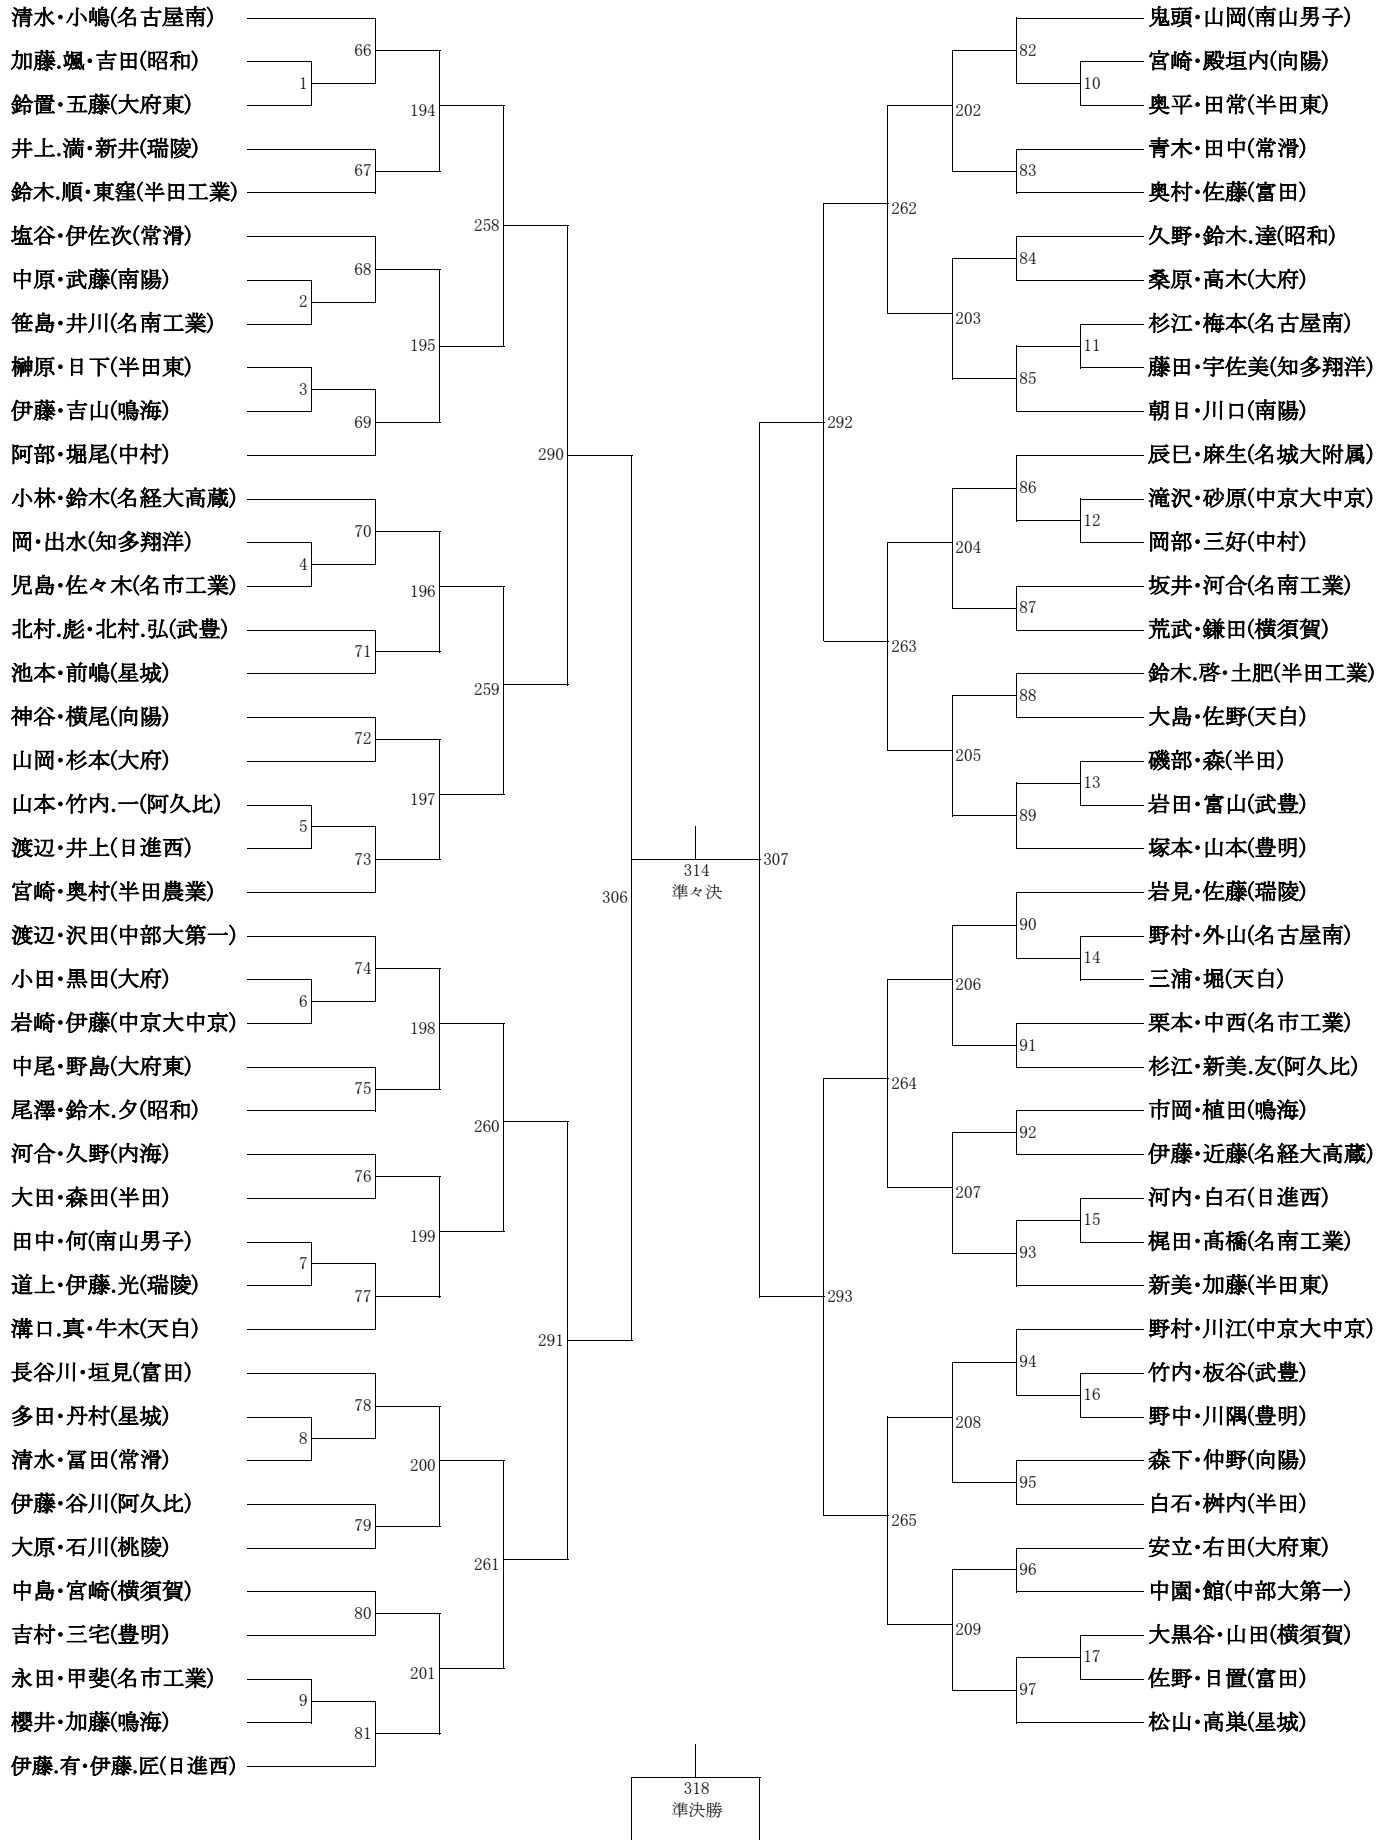 清水・小嶋(名古屋南)
加藤.颯・吉田(昭和)
鈴置・五藤(大府東)
井上.満・新井(瑞陵)
鈴木.順・東窪(半田工業)
塩谷・伊佐次(常滑)
中原・武藤(南陽)
笹島・井川(名南工業)
榊原・日下(半田東)
伊藤・吉山(鳴海)
阿部・堀尾(中村)
小林・鈴木(名経大高蔵)
岡・出水(知多翔洋)
児島・佐々木(名市工業)
北村.彪・北村.弘(武豊)
池本・前嶋(星城)
神谷・横尾(向陽)
山岡・杉本(大府)
山本・竹内.一(阿久比)
渡辺・井上(日進西)
宮崎・奥村(半田農業)
渡辺・沢田(中部大第一)
小田・黒田(大府)
岩崎・伊藤(中京大中京)
中尾・野島(大府東)
尾澤・鈴木.夕(昭和)
河合・久野(内海)
大田・森田(半田)
田中・何(南山男子)
道上・伊藤.光(瑞陵)
溝口.真・牛木(天白)
長谷川・垣見(富田)
多田・丹村(星城)
清水・冨田(常滑)
伊藤・谷川(阿久比)
大原・石川(桃陵)
中島・宮崎(横須賀)
吉村・三宅(豊明)
永田・甲斐(名市工業)
櫻井・加藤(鳴海)
伊藤.有・伊藤.匠(日進西)
1
2
3
4
5
6
7
8
9
66
67
68
69
70
71
72
73
74
75
76
77
78
79
80
81
194
195
196
197
198
199
200
201
258
259
260
261
290
291
306
314
準々決
318
準決勝
307
292
293
262
263
264
265
202
203
204
205
206
207
208
209
82
83
84
85
86
87
88
89
90
91
92
93
94
95
96
97
10
11
12
13
14
15
16
17
鬼頭・山岡(南山男子)
宮崎・殿垣内(向陽)
奥平・田常(半田東)
青木・田中(常滑)
奥村・佐藤(富田)
久野・鈴木.達(昭和)
桑原・高木(大府)
杉江・梅本(名古屋南)
藤田・宇佐美(知多翔洋)
朝日・川口(南陽)
辰巳・麻生(名城大附属)
滝沢・砂原(中京大中京)
岡部・三好(中村)
坂井・河合(名南工業)
荒武・鎌田(横須賀)
鈴木.啓・土肥(半田工業)
大島・佐野(天白)
磯部・森(半田)
岩田・富山(武豊)
塚本・山本(豊明)
岩見・佐藤(瑞陵)
野村・外山(名古屋南)
三浦・堀(天白)
栗本・中西(名市工業)
杉江・新美.友(阿久比)
市岡・植田(鳴海)
伊藤・近藤(名経大高蔵)
河内・白石(日進西)
梶田・髙橋(名南工業)
新美・加藤(半田東)
野村・川江(中京大中京)
竹内・板谷(武豊)
野中・川隅(豊明)
森下・仲野(向陽)
白石・桝内(半田)
安立・右田(大府東)
中園・館(中部大第一)
大黒谷・山田(横須賀)
佐野・日置(富田)
松山・高巣(星城)